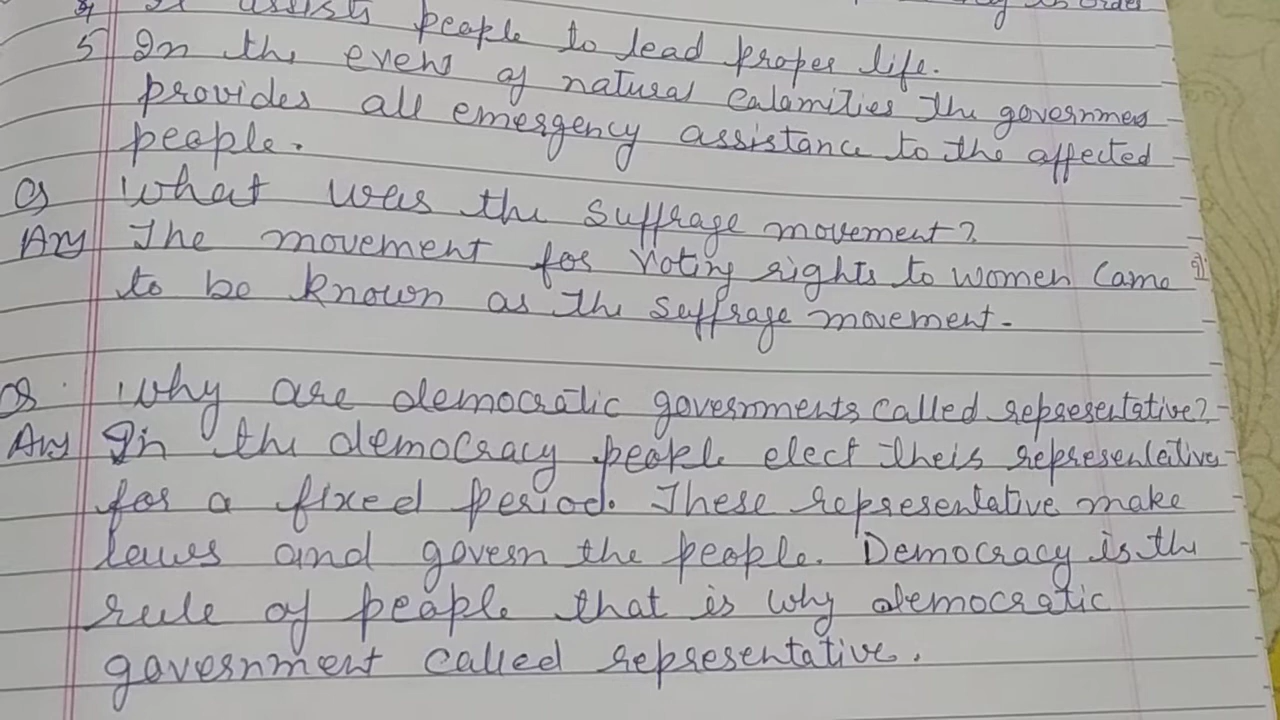 4 It assists people to lead proper life. in order
5 In the event of natural calamities the government
provides all emergency assistance to the affected
people.
Q What was the Suffrage movement?
Ans The movement for voting rights to women came
to be known as the Suffrage movement.
Q. Why are democratic governments called representative?
Ans In the democracy people elect their representative
for a fixed period. These representative make
laws and govern the people. Democracy is the
rule of people that is why democratic
government called representative.